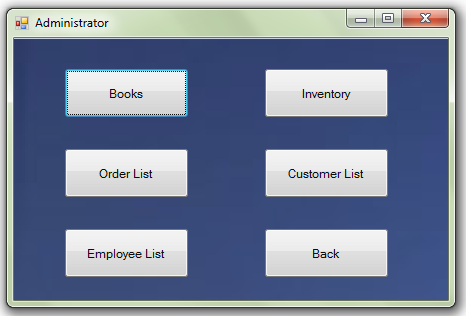 Administrator
Books
Inventory
Order List
Customer List
Employee List
Back